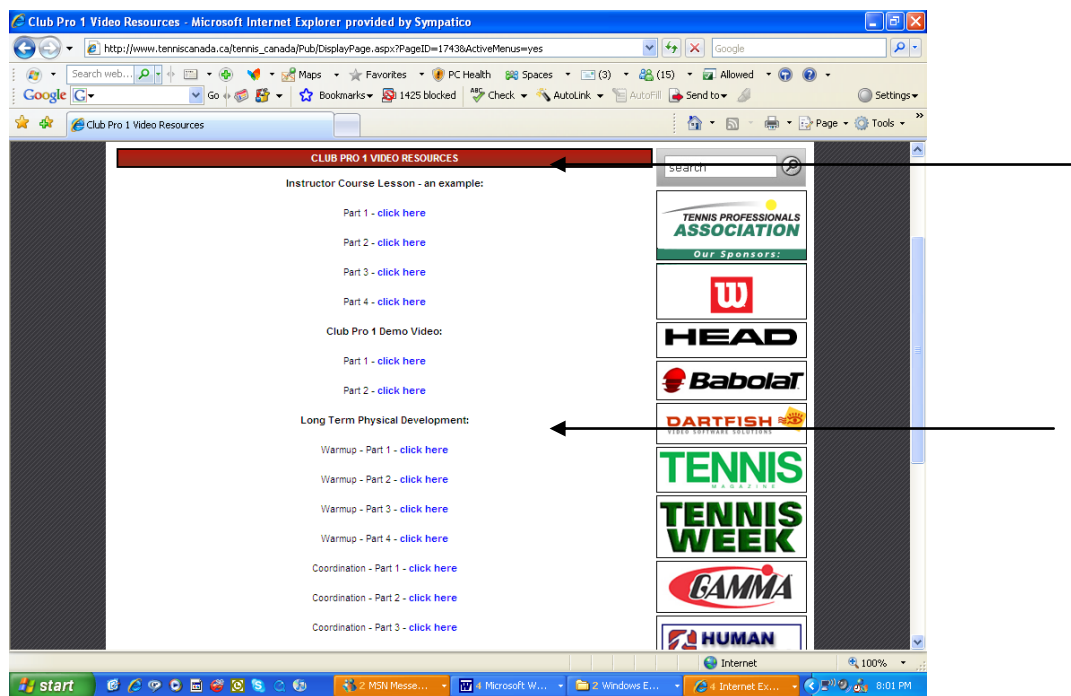 Club Pro 1 Video Resources - Microsoft Internet Explorer provided by Sympatico
http://www.tenniscanada.ca/tennis_canada/Pub/DisplayPage.aspx?PageID=1743&ActiveMenus=yes
Google
Search web...
Maps
Favorites
PC Health
Spaces
(3)
(15)
Allowed
Google
G
Go
Bookmarks
1425 blocked
ABC
Check
AutoLink
AutoFill
Send to
Settings
Club Pro 1 Video Resources
Page
Tools
CLUB PRO 1 VIDEO RESOURCES
Instructor Course Lesson - an example:
Part 1 - click here
Part 2 - click here
Part 3 - click here
Part 4 - click here
Club Pro 1 Demo Video:
Part 1 - click here
Part 2 - click here
Long Term Physical Development:
Warmup - Part 1 - click here
Warmup - Part 2 - click here
Warmup - Part 3 - click here
Warmup - Part 4 - click here
Coordination - Part 1 - click here
Coordination - Part 2 - click here
Coordination - Part 3 - click here
search
TENNIS PROFESSIONALS
ASSOCIATION
Our Sponsors:
W
HEAD
Babolat
DARTFISH
VIDEO SOFTWARE SOLUTIONS
TENNIS
MAGAZINE
TENNIS
WEEK
GAMMA
HUMAN
Internet
100%
start
2 MSN Messe...
4 Microsoft W...
2 Windows E...
4 Internet Ex...
8:01 PM